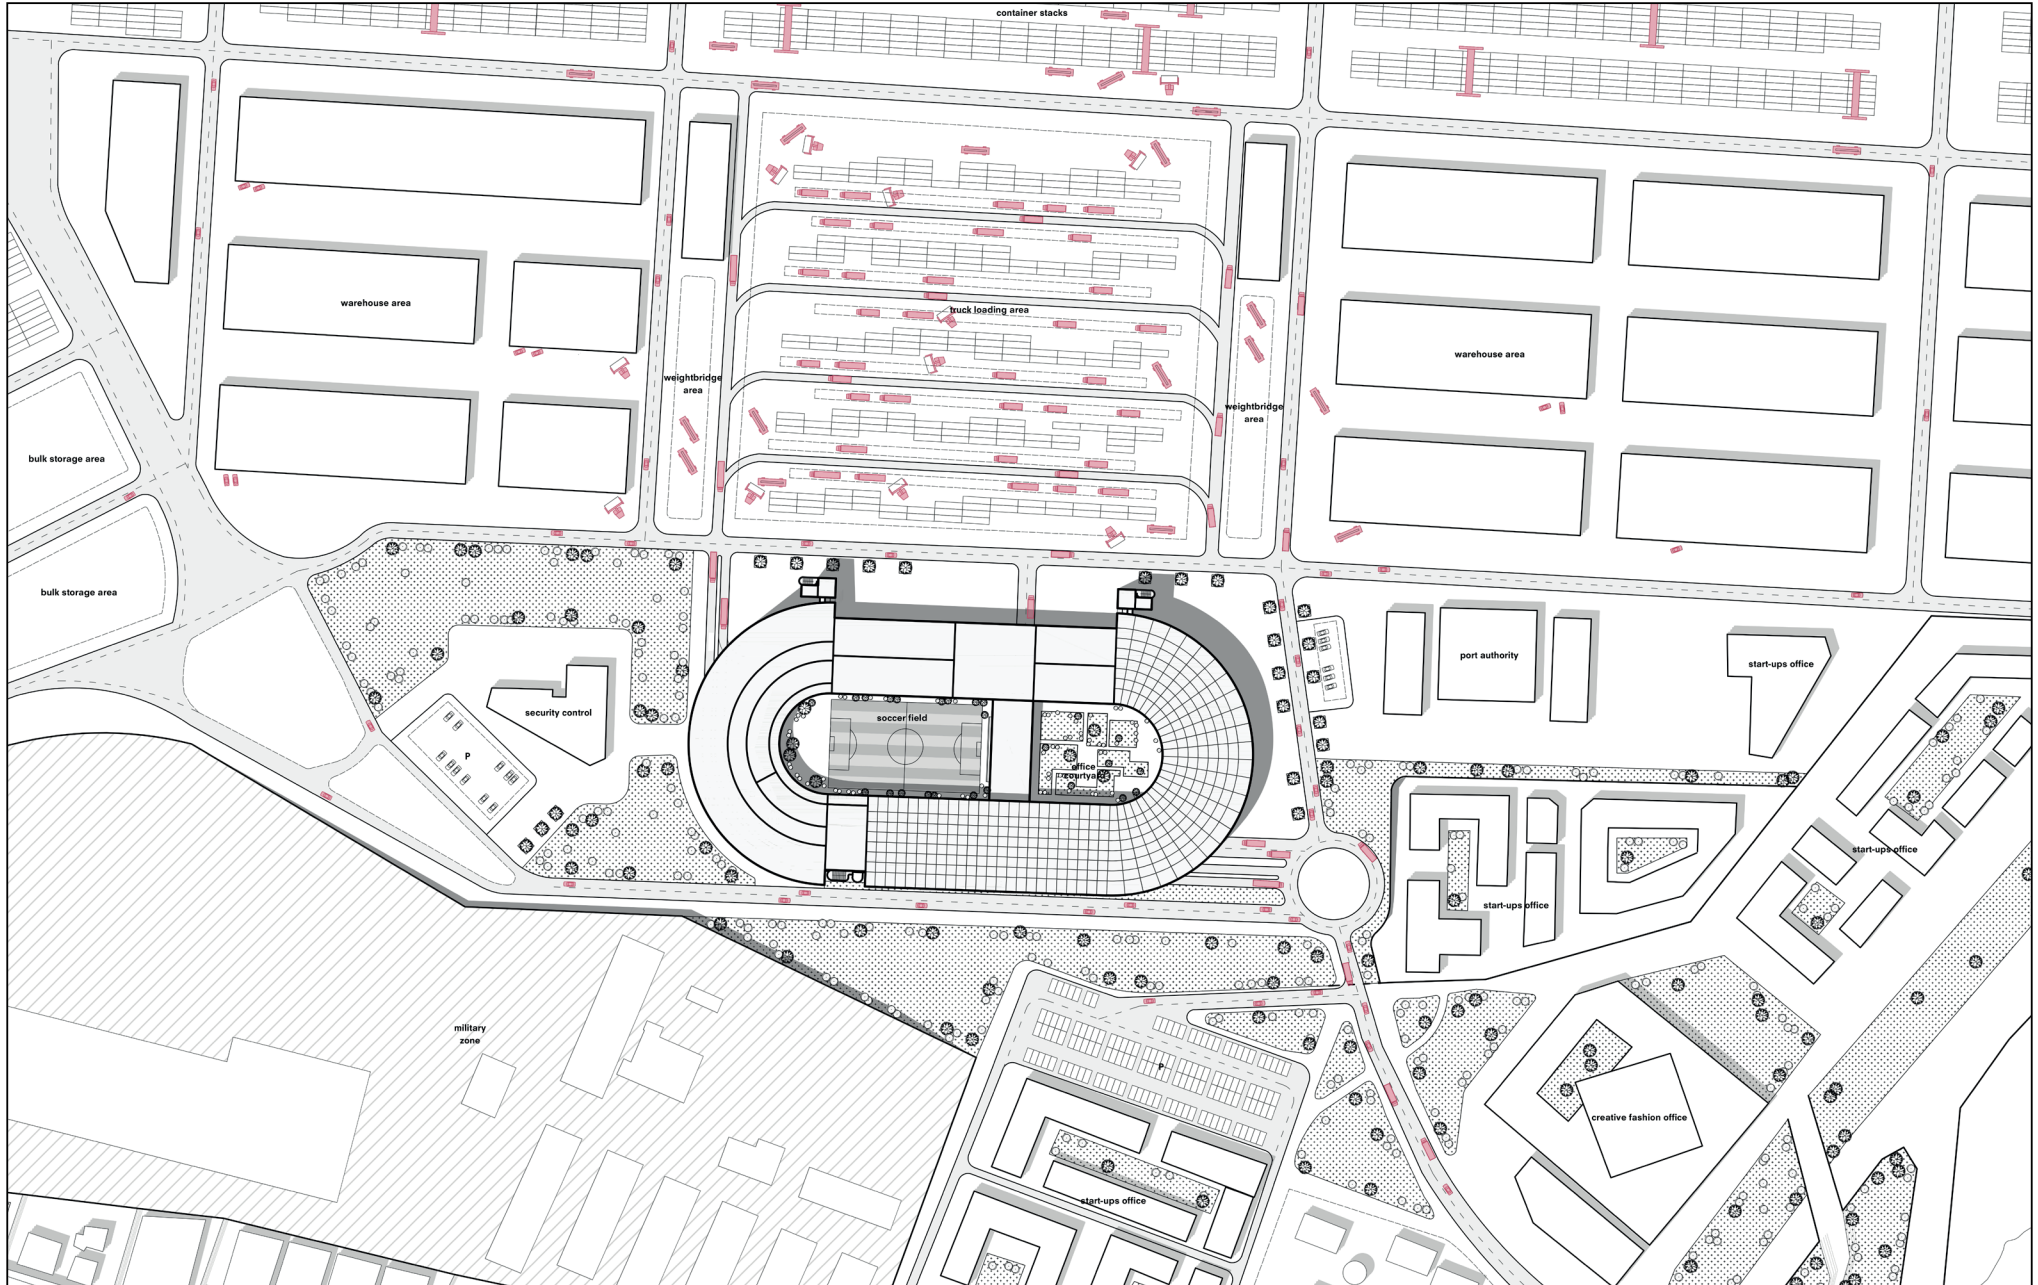 container stacks
warehouse area
truck loading area
weightbridge
area
warehouse area
weightbridge
area
bulk storage area
bulk storage area
security control
P
soccer field
office
courtya
port authority
start-ups office
start-ups office
start-ups office
military
zone
P
creative fashion office
start-ups office